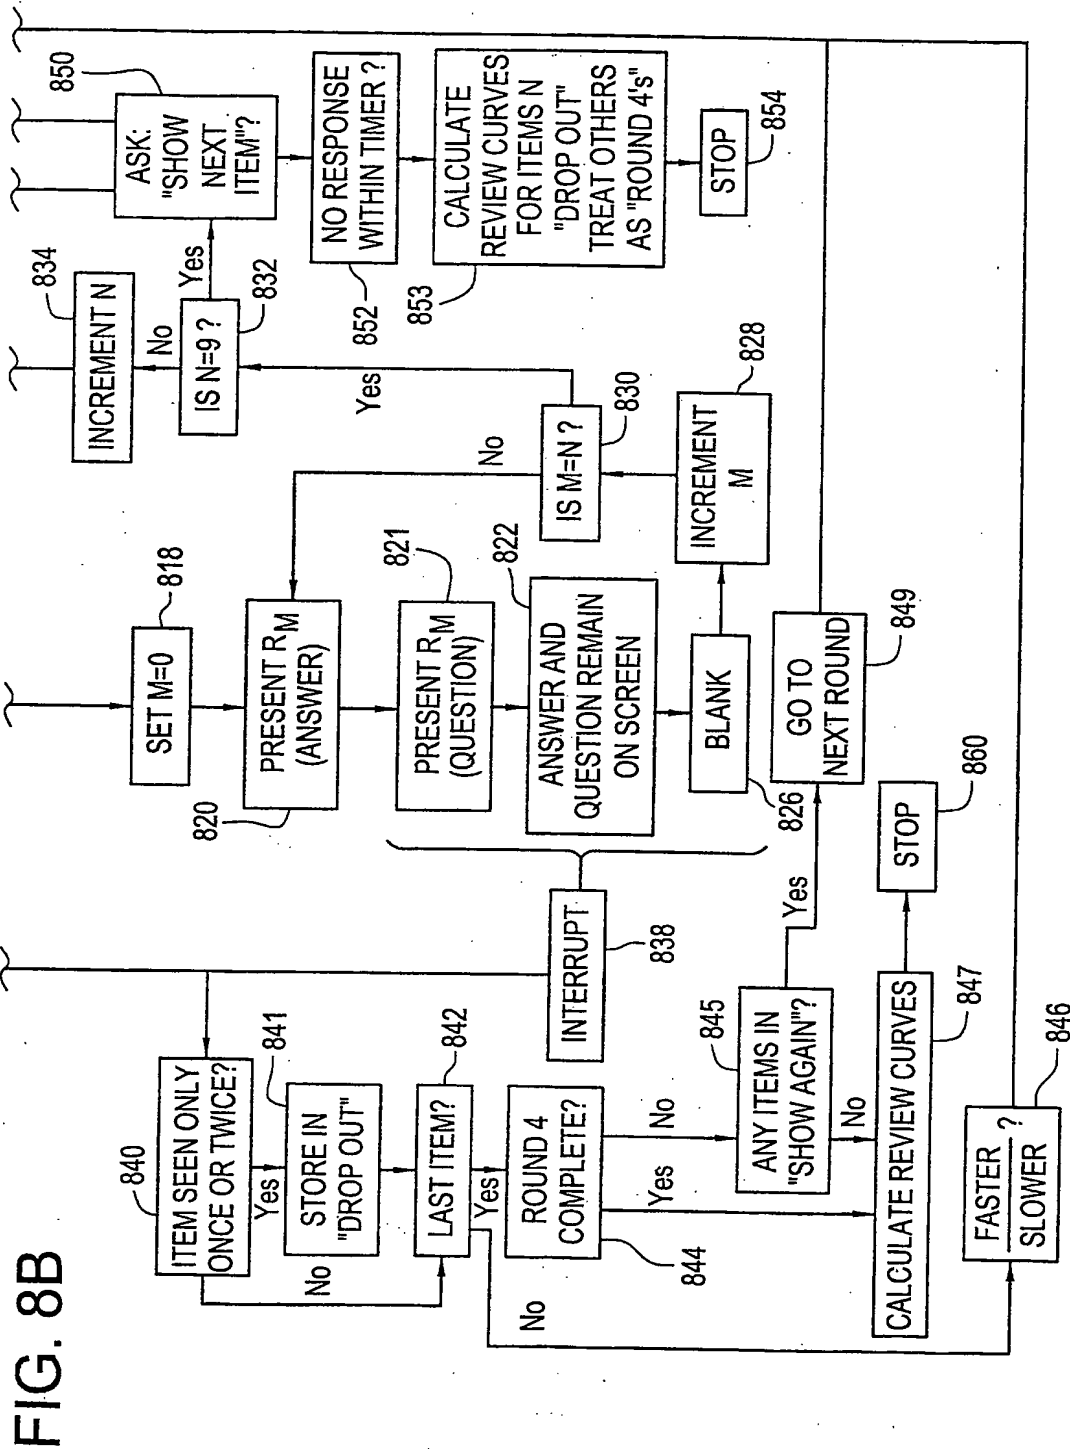 FIG. 8B
850
ASK:
"SHOW
NEXT
ITEM"?
NO RESPONSE
WITHIN TIMER ?
852
CALCULATE
REVIEW CURVES
FOR ITEMS N
"DROP OUT"
TREAT OTHERS
AS "ROUND 4's"
853
STOP
854
834
INCREMENT N
No
Yes
IS N=9 ?
832
Yes
IS M=N ?
830
No
INCREMENT
M
828
SET M=0
818
PRESENT RM
(ANSWER)
820
PRESENT RM
(QUESTION)
821
ANSWER AND
QUESTION REMAIN
ON SCREEN
822
BLANK
826
GO TO
NEXT ROUND
849
INTERRUPT
838
ITEM SEEN ONLY
ONCE OR TWICE?
840
Yes
No
STORE IN
"DROP OUT"
841
LAST ITEM?
842
Yes
No
ROUND 4
COMPLETE?
844
No
Yes
ANY ITEMS IN
"SHOW AGAIN"?
845
Yes
No
CALCULATE REVIEW CURVES
847
STOP
860
FASTER
SLOWER
?
846